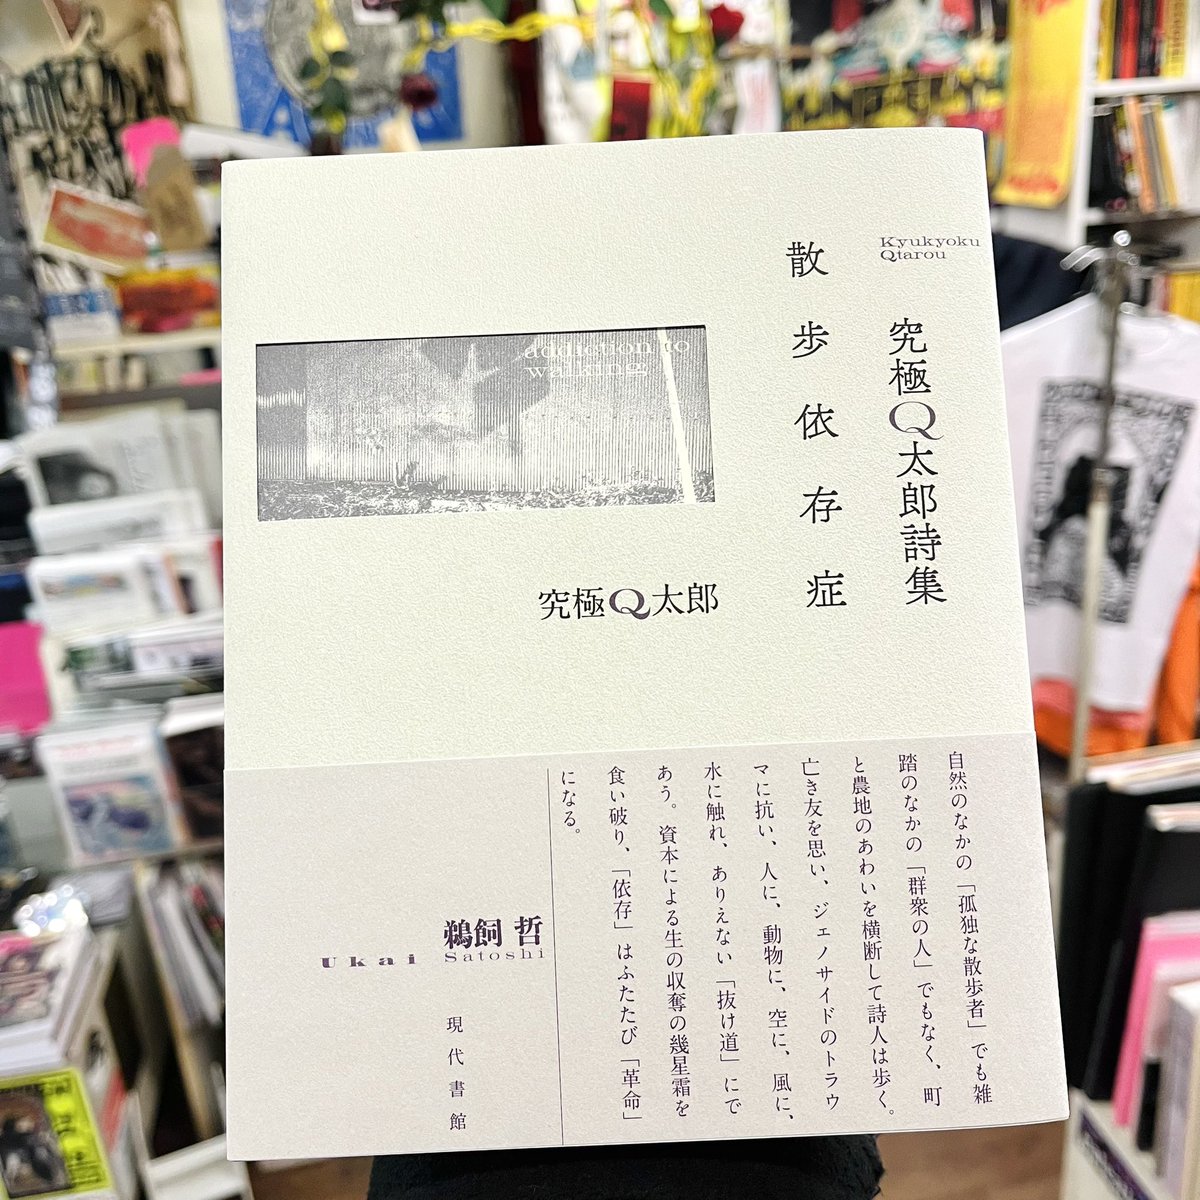 Kyukyoku
Qtarou
究極Q太郎詩集
散歩依存症
addiction to
walking
究極Q太郎
自然のなかの「孤独な散歩者」でも雑
踏のなかの「群衆の人」でもなく、町
と農地のあわいを横断して詩人は歩く。
亡き友を思い、ジェノサイドのトラウ
マに抗い、人に、動物に、空に、風に、
水に触れ、ありえない「抜け道」にで
あう。資本による生の収奪の幾星霜を
食い破り、「依存」はふたたび「革命」
になる。
鵜飼 哲
Ukai Satoshi
現代書館